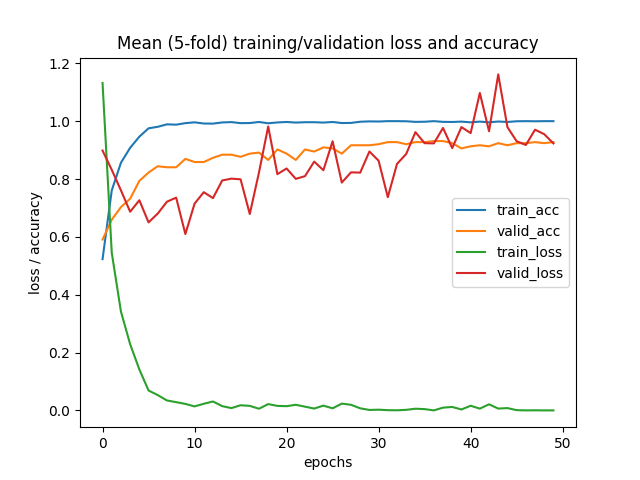 Mean (5-fold) training/validation loss and accuracy
1.2
1.0
0.8
0.6
0.4
0.2
0.0
loss / accuracy
train_acc
valid_acc
train_loss
valid_loss
0 10 20 30 40 50
epochs